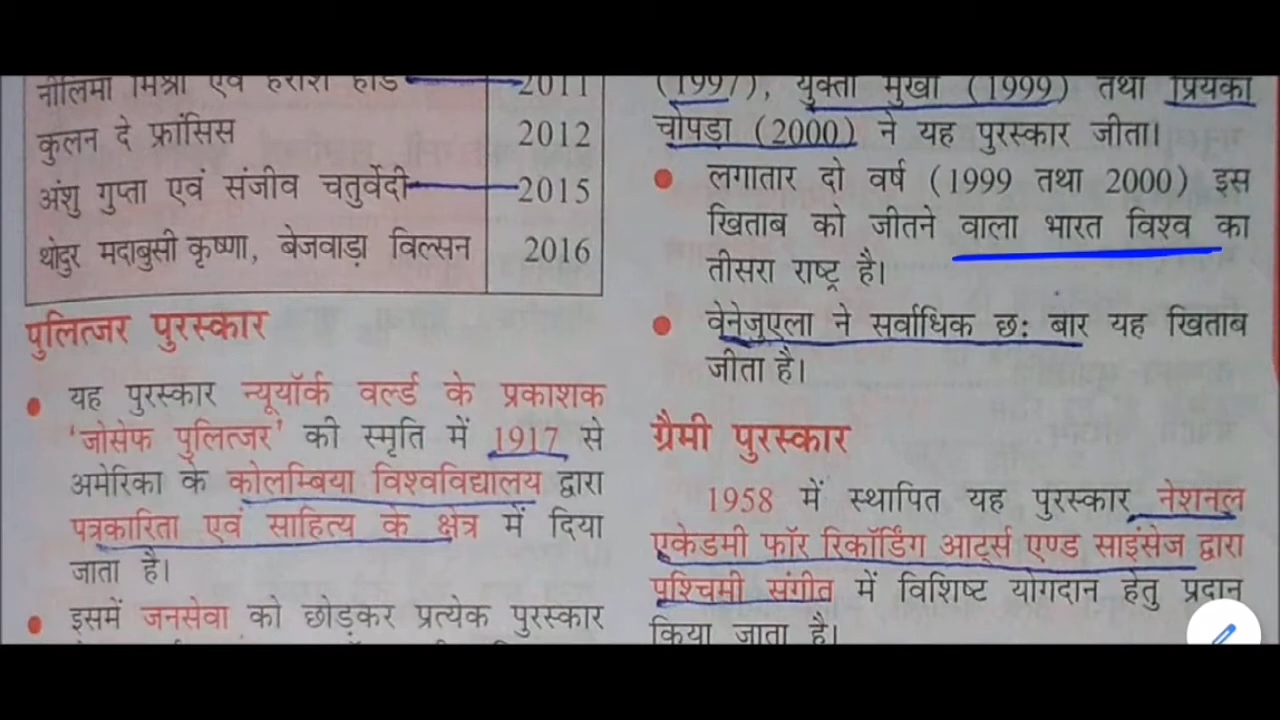 नीलिमा मिश्रा एवं हरीश हांडे 2011
कुलन दे फ्रांसिस 2012
अंशु गुप्ता एवं संजीव चतुर्वेदी 2015
थोदुर मदाबुसी कृष्णा, बेजवाड़ा विल्सन 2016
पुलित्जर पुरस्कार
यह पुरस्कार न्यूयॉर्क वर्ल्ड के प्रकाशक
'जोसेफ पुलित्जर' की स्मृति में 1917 से
अमेरिका के कोलम्बिया विश्वविद्यालय द्वारा
पत्रकारिता एवं साहित्य के क्षेत्र में दिया
जाता है।
इसमें जनसेवा को छोड़कर प्रत्येक पुरस्कार
(1997), युक्ता मुखी (1999) तथा प्रियंका
चोपड़ा (2000) ने यह पुरस्कार जीता।
लगातार दो वर्ष (1999 तथा 2000) इस
खिताब को जीतने वाला भारत विश्व का
तीसरा राष्ट्र है।
वेनेजुएला ने सर्वाधिक छः बार यह खिताब
जीता है।
ग्रैमी पुरस्कार
1958 में स्थापित यह पुरस्कार नेशनल
एकेडमी फॉर रिकॉर्डिंग आर्ट्स एण्ड साइंसेज द्वारा
पश्चिमी संगीत में विशिष्ट योगदान हेतु प्रदान
किया जाता है।